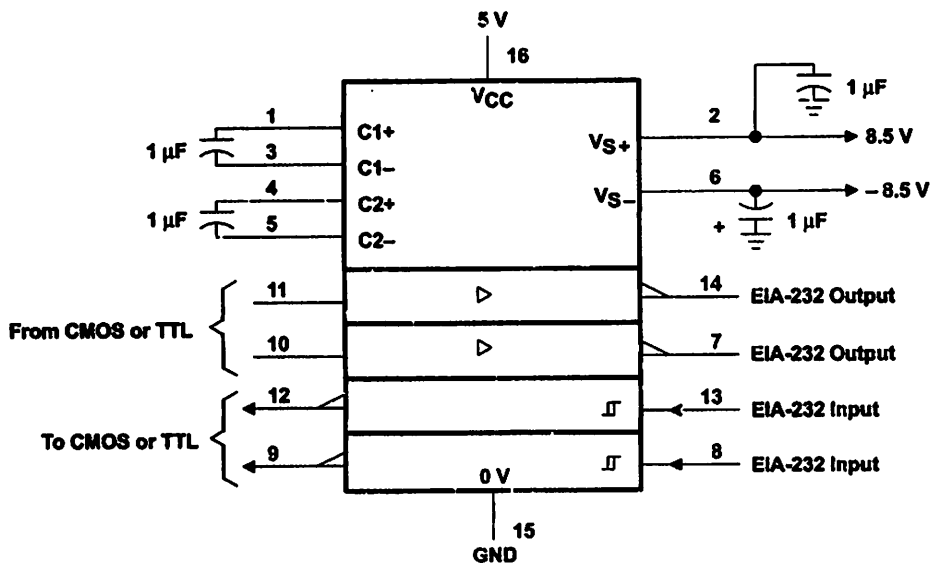 5 V
16
VCC
1
C1+
1 µF
3
C1–
4
C2+
1 µF
5
C2–
1 µF
2
VS+
8.5 V
6
VS–
– 8.5 V
+
1 µF
11
14
EIA-232 Output
From CMOS or TTL
10
7
EIA-232 Output
12
13
EIA-232 Input
To CMOS or TTL
9
8
EIA-232 Input
0 V
15
GND